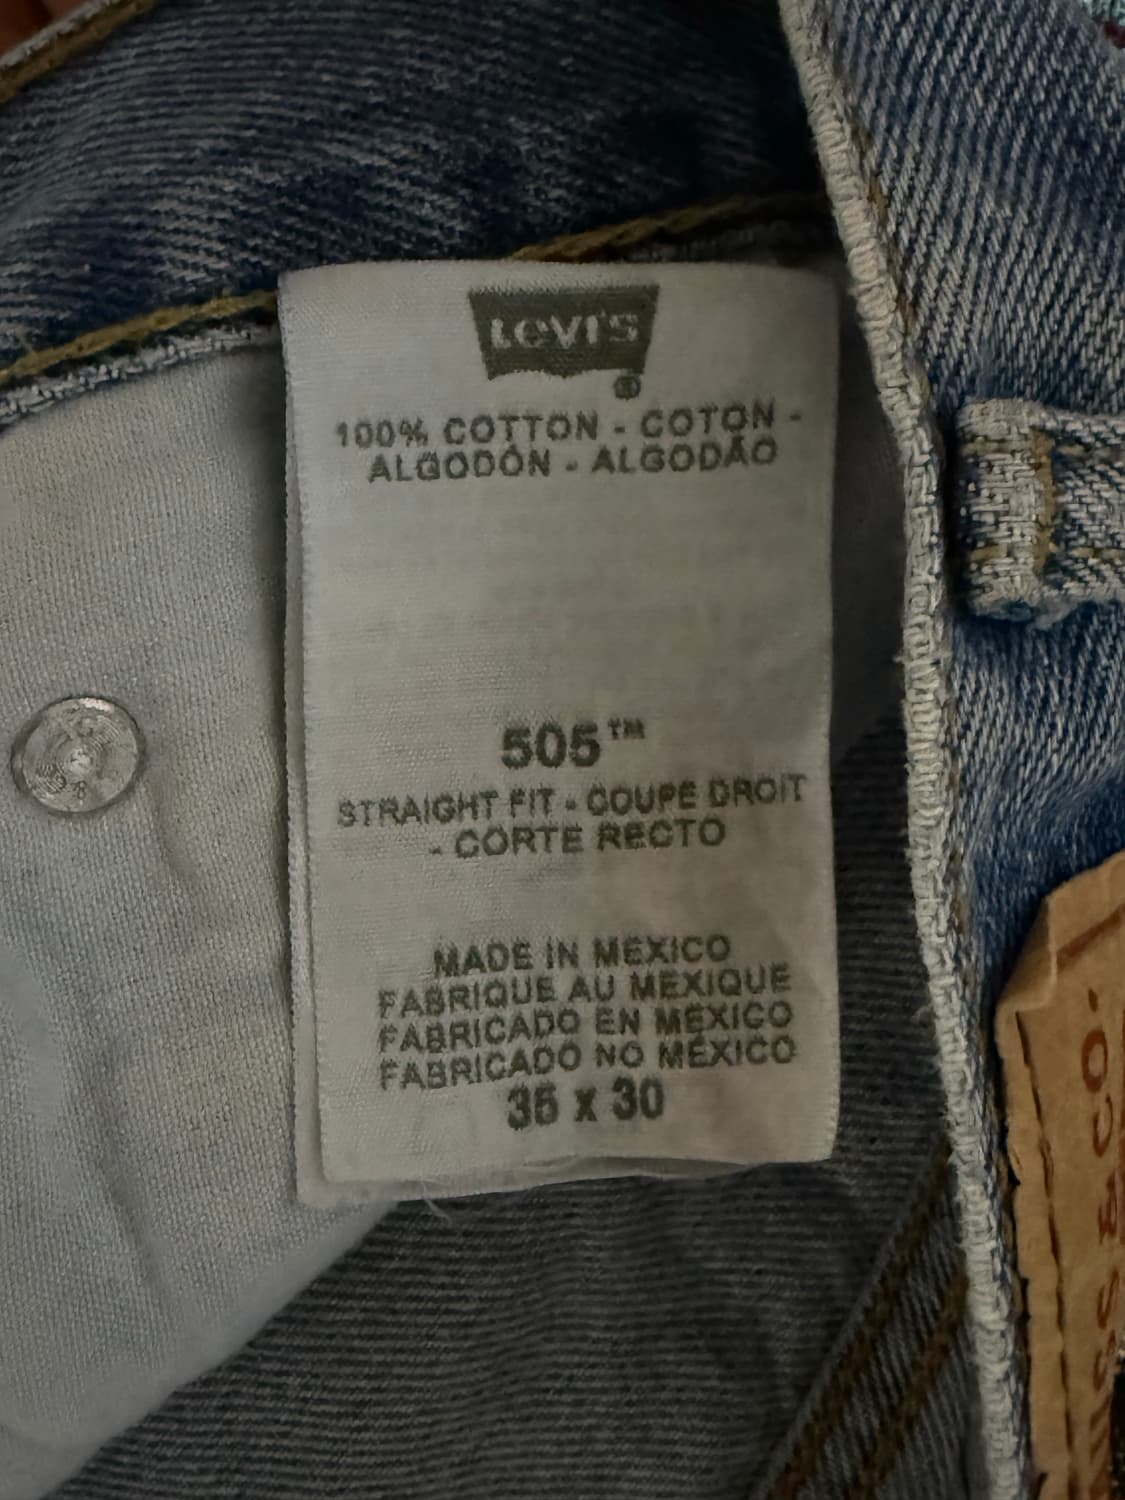 LEVI'S
®
100% COTTON - COTON -
ALGODÓN - ALGODÃO
505™
STRAIGHT FIT - COUPE DROIT
- CORTE RECTO
MADE IN MEXICO
FABRIQUE AU MEXIQUE
FABRICADO EN MÉXICO
FABRICADO NO MÉXICO
36 x 30
& CO.